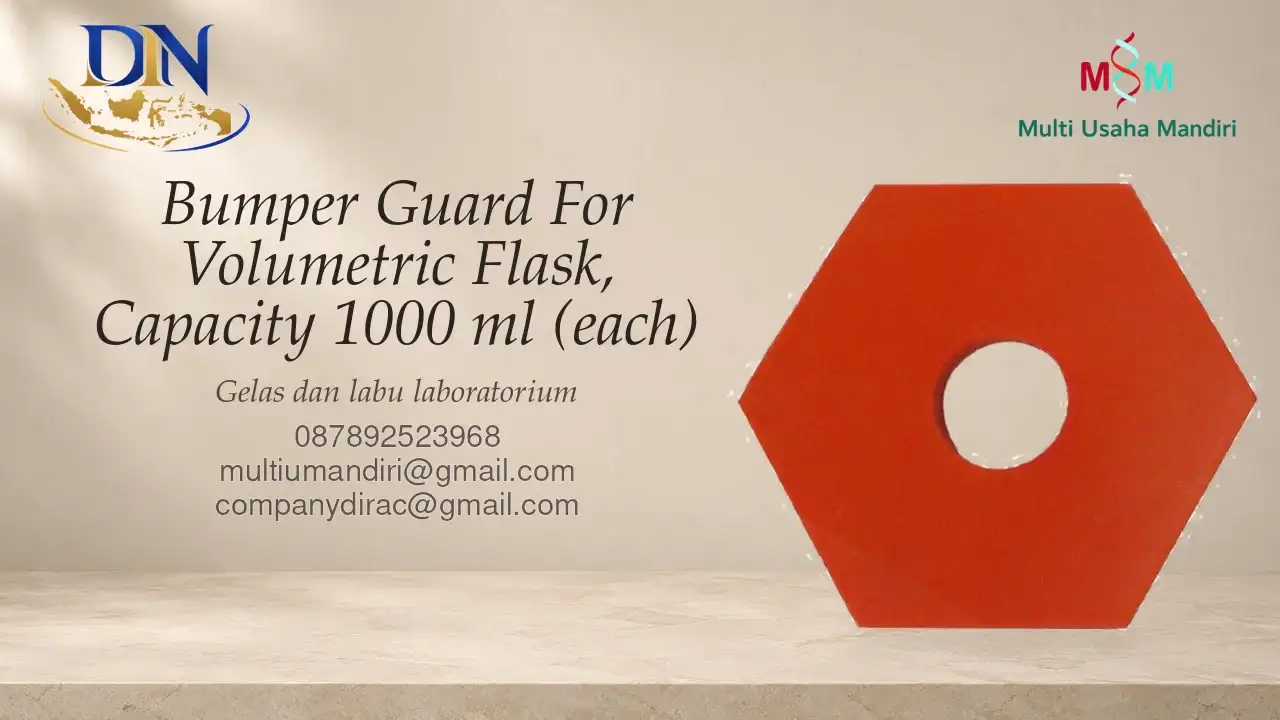 DIN
MSM
Multi Usaha Mandiri
Bumper Guard For
Volumetric Flask,
Capacity 1000 ml (each)
Gelas dan labu laboratorium
087892523968
multiumandiri@gmail.com
companydirac@gmail.com